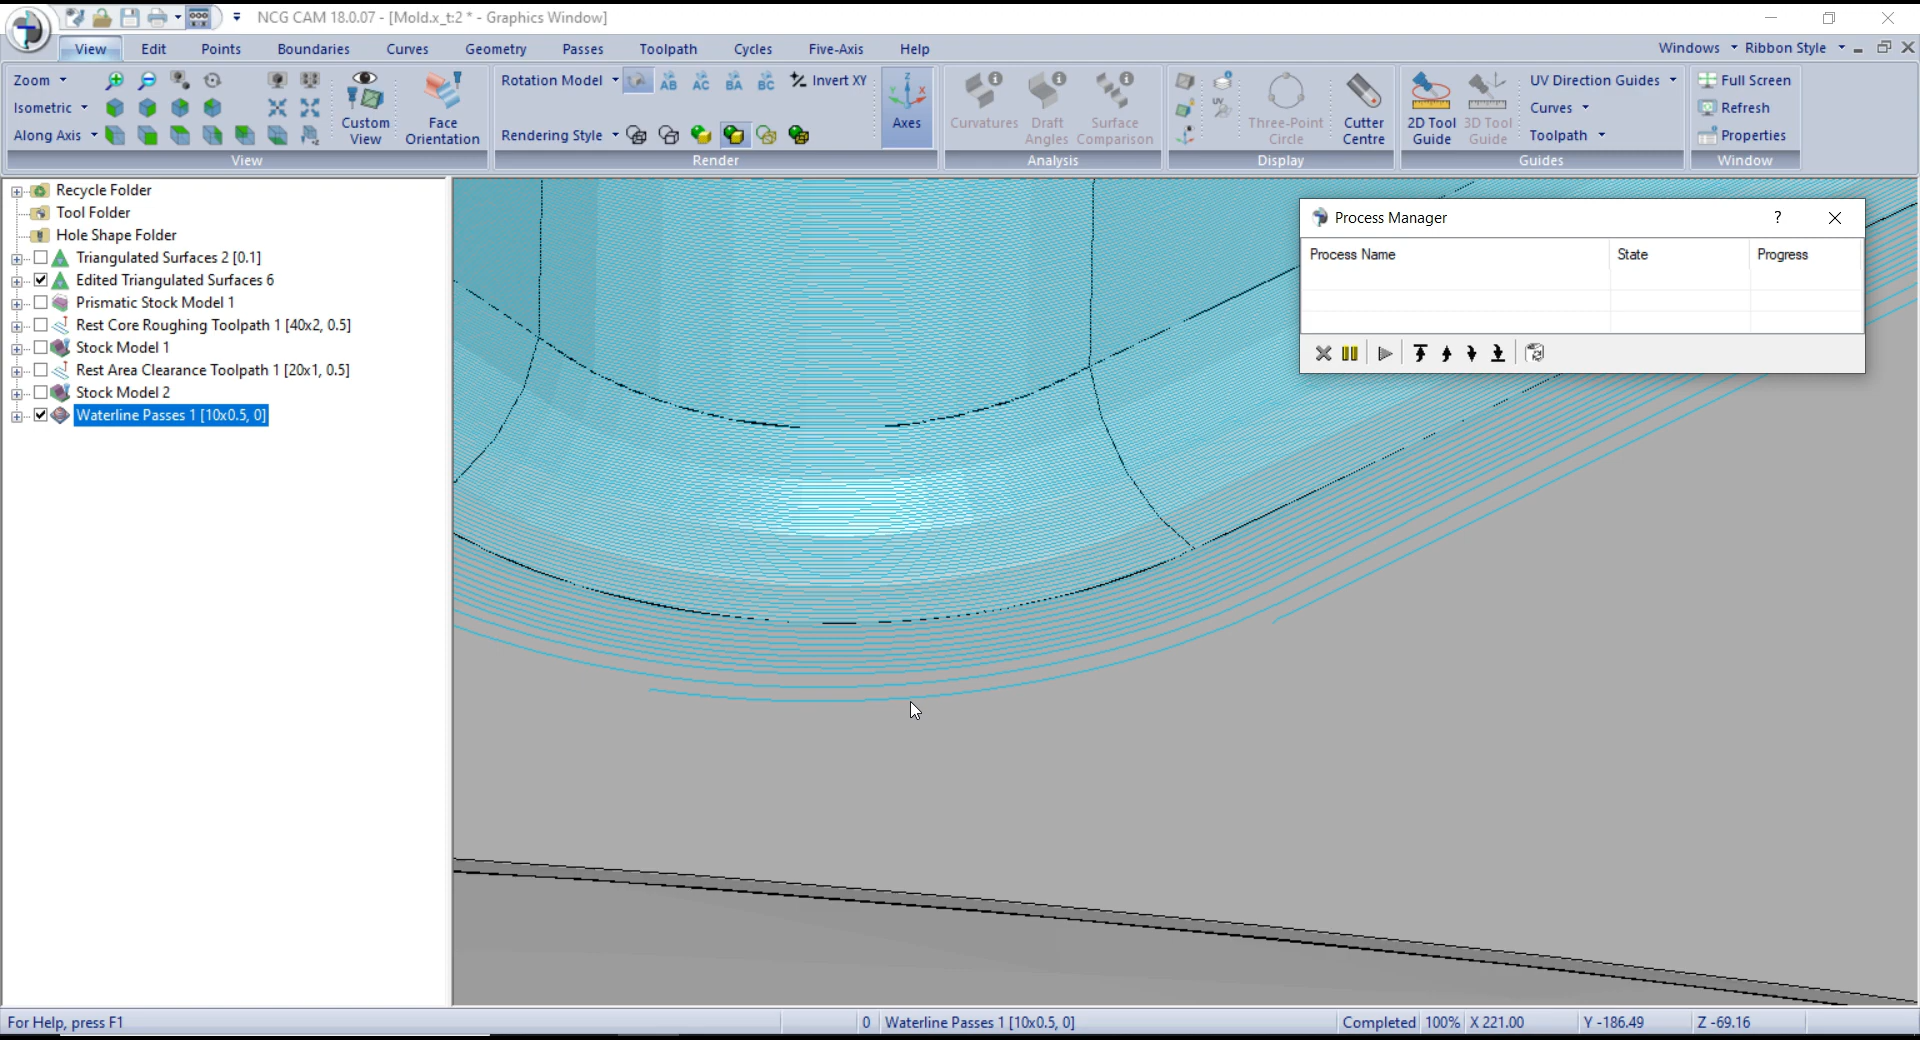 NCG CAM 18.0.07 - [Mold.x_t:2 * - Graphics Window]
View Edit Points Boundaries Curves Geometry Passes Toolpath Cycles Five-Axis Help Windows Ribbon Style
Zoom
Isometric
Along Axis
Custom View
Face Orientation
View
Rotation Model AB AC BA BC Invert XY
Rendering Style
Axes
Render
Curvatures
Draft Angles
Surface Comparison
Analysis
UV
Three-Point Circle
Cutter Centre
Display
2D Tool Guide
3D Tool Guide
UV Direction Guides
Curves
Toolpath
Guides
Full Screen
Refresh
Properties
Window
Recycle Folder
Tool Folder
Hole Shape Folder
Triangulated Surfaces 2 [0.1]
Edited Triangulated Surfaces 6
Prismatic Stock Model 1
Rest Core Roughing Toolpath 1 [40x2, 0.5]
Stock Model 1
Rest Area Clearance Toolpath 1 [20x1, 0.5]
Stock Model 2
Waterline Passes 1 [10x0.5, 0]
Process Manager ?
Process Name State Progress
For Help, press F1 0 Waterline Passes 1 [10x0.5, 0] Completed 100% X 221.00 Y -186.49 Z -69.16